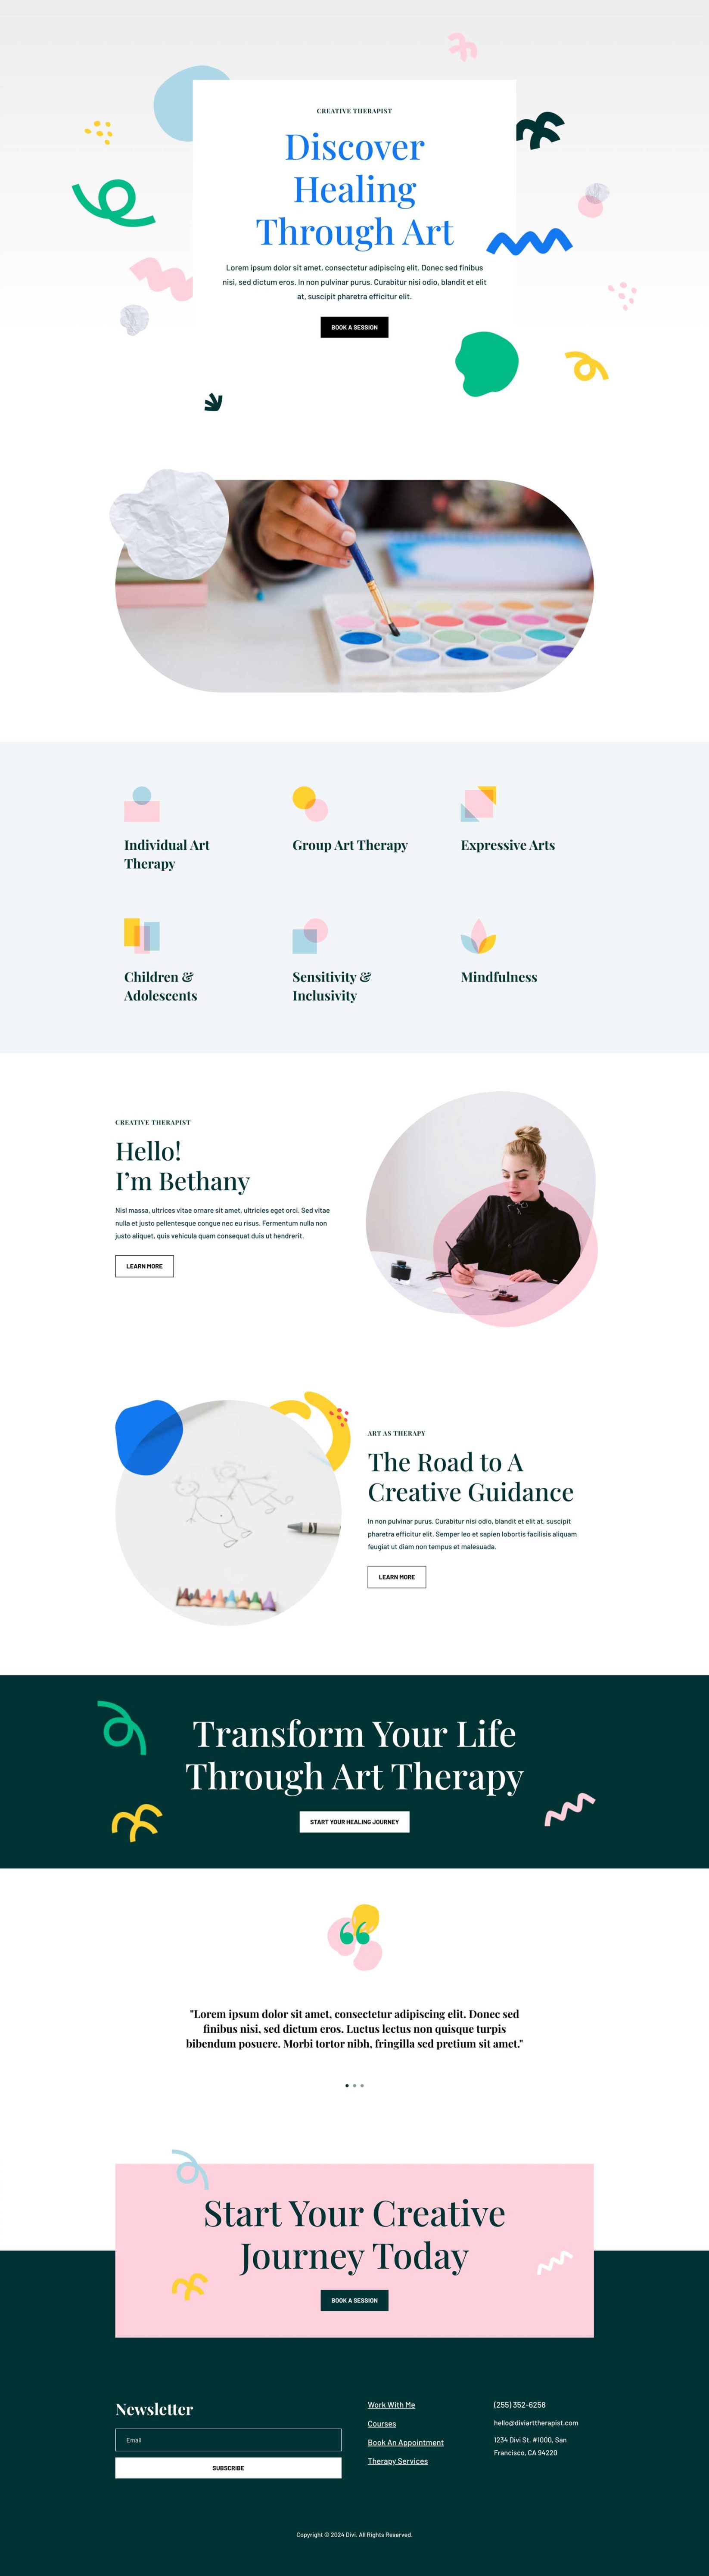 CREATIVE THERAPIST
Discover
Healing
Through Art
Lorem ipsum dolor sit amet, consectetur adipiscing elit. Donec sed finibus
nisi, sed dictum eros. In non pulvinar purus. Curabitur nisi odio, blandit et elit
at, suscipit pharetra efficitur elit.
BOOK A SESSION
Individual Art
Therapy
Group Art Therapy
Expressive Arts
Children &
Adolescents
Sensitivity &
Inclusivity
Mindfulness
CREATIVE THERAPIST
Hello!
I'm Bethany
Nisl massa, ultrices vitae ornare sit amet, ultricies eget orci. Sed vitae
nulla et justo pellentesque congue nec eu risus. Fermentum nulla non
justo aliquet, quis vehicula quam consequat duis ut hendrerit.
LEARN MORE
ART AS THERAPY
The Road to A
Creative Guidance
In non pulvinar purus. Curabitur nisi odio, blandit et elit at, suscipit
pharetra efficitur elit. Semper leo et sapien lobortis facilisis aliquam
feugiat ut diam non tempus et malesuada.
LEARN MORE
Transform Your Life
Through Art Therapy
START YOUR HEALING JOURNEY
"Lorem ipsum dolor sit amet, consectetur adipiscing elit. Donec sed
finibus nisi, sed dictum eros. Luctus lectus non quisque turpis
bibendum posuere. Morbi tortor nibh, fringilla sed pretium sit amet."
Start Your Creative
Journey Today
BOOK A SESSION
Newsletter
Email
SUBSCRIBE
Work With Me
Courses
Book An Appointment
Therapy Services
(255) 352-6258
hello@diviarttherapist.com
1234 Divi St. #1000, San
Francisco, CA 94220
Copyright © 2024 Divi. All Rights Reserved.